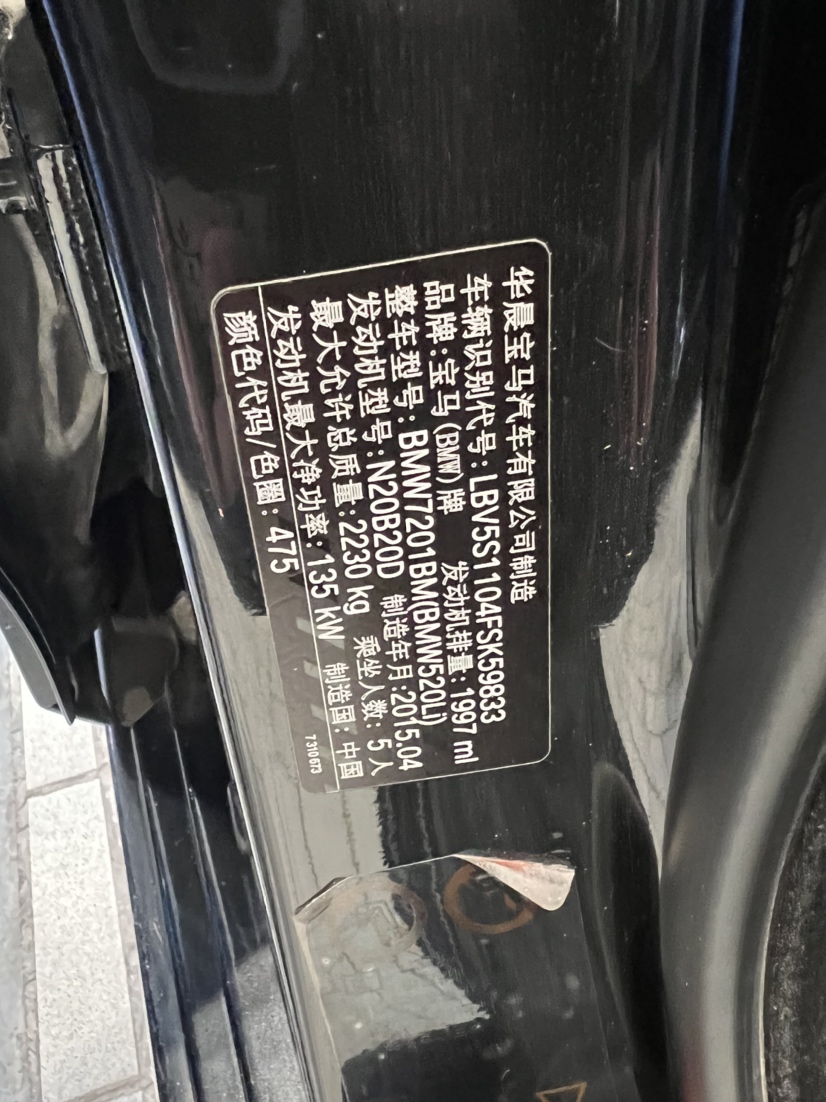 华晨宝马汽车有限公司制造
车辆识别代号:LBV5S1104FSK59833
品牌:宝马(BMW)牌 发动机排量:1997 ml
整车型号:BMW7201BM(BMW520Li)
发动机型号:N20B20D 制造年月:2015.04
最大允许总质量:2230 kg 乘坐人数:5人
发动机最大净功率:135 kW 制造国:中国
颜色代码/色圈:475
7310673